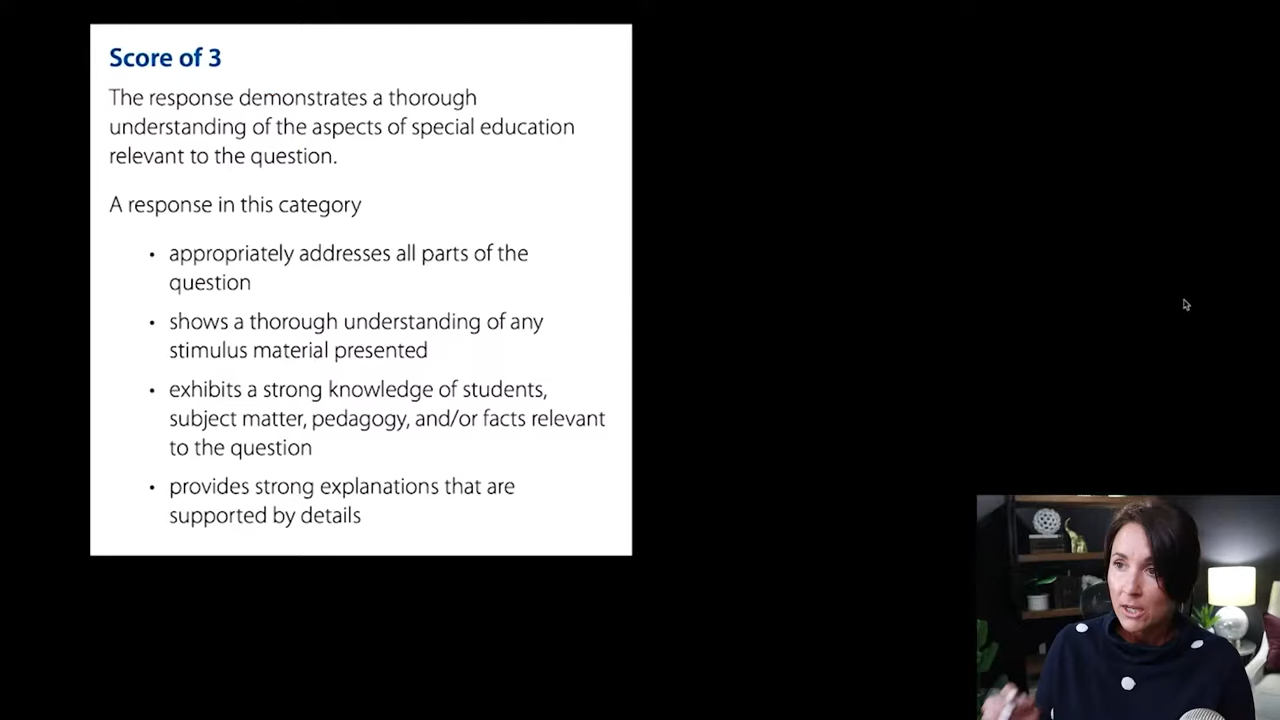 Score of 3
The response demonstrates a thorough
understanding of the aspects of special education
relevant to the question.
A response in this category
• appropriately addresses all parts of the
question
• shows a thorough understanding of any
stimulus material presented
• exhibits a strong knowledge of students,
subject matter, pedagogy, and/or facts relevant
to the question
• provides strong explanations that are
supported by details